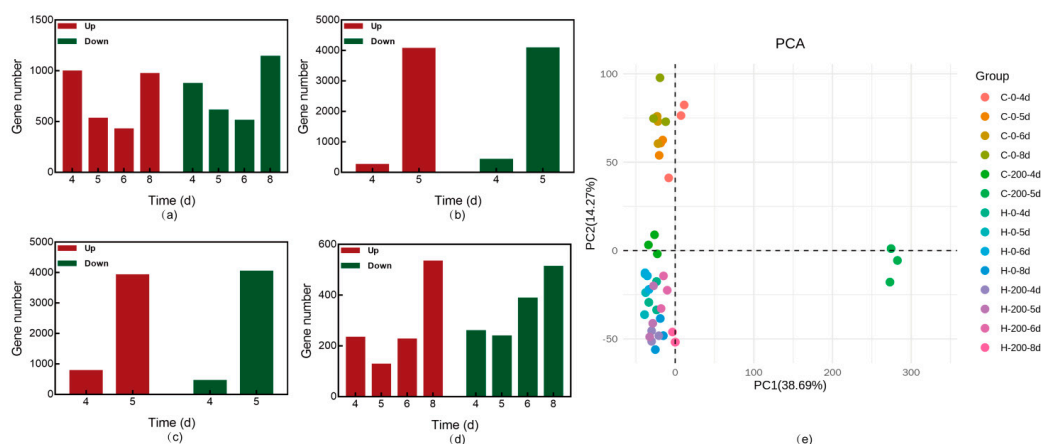 1500
1000
500
0
Up
Down
4 5 6 8 4 5 6 8
Gene number
Time (d)
(a)
5000
4000
3000
2000
1000
0
Up
Down
4 5 4 5
Gene number
Time (d)
(b)
5000
4000
3000
2000
1000
0
Up
Down
4 5 4 5
Gene number
Time (d)
(c)
600
400
200
0
Up
Down
4 5 6 8 4 5 6 8
Gene number
Time (d)
(d)
PCA
100
50
0
-50
PC2(14.27%)
0 100 200 300
PC1(38.69%)
Group
C-0-4d
C-0-5d
C-0-6d
C-0-8d
C-200-4d
C-200-5d
H-0-4d
H-0-5d
H-0-6d
H-0-8d
H-200-4d
H-200-5d
H-200-6d
H-200-8d
(e)